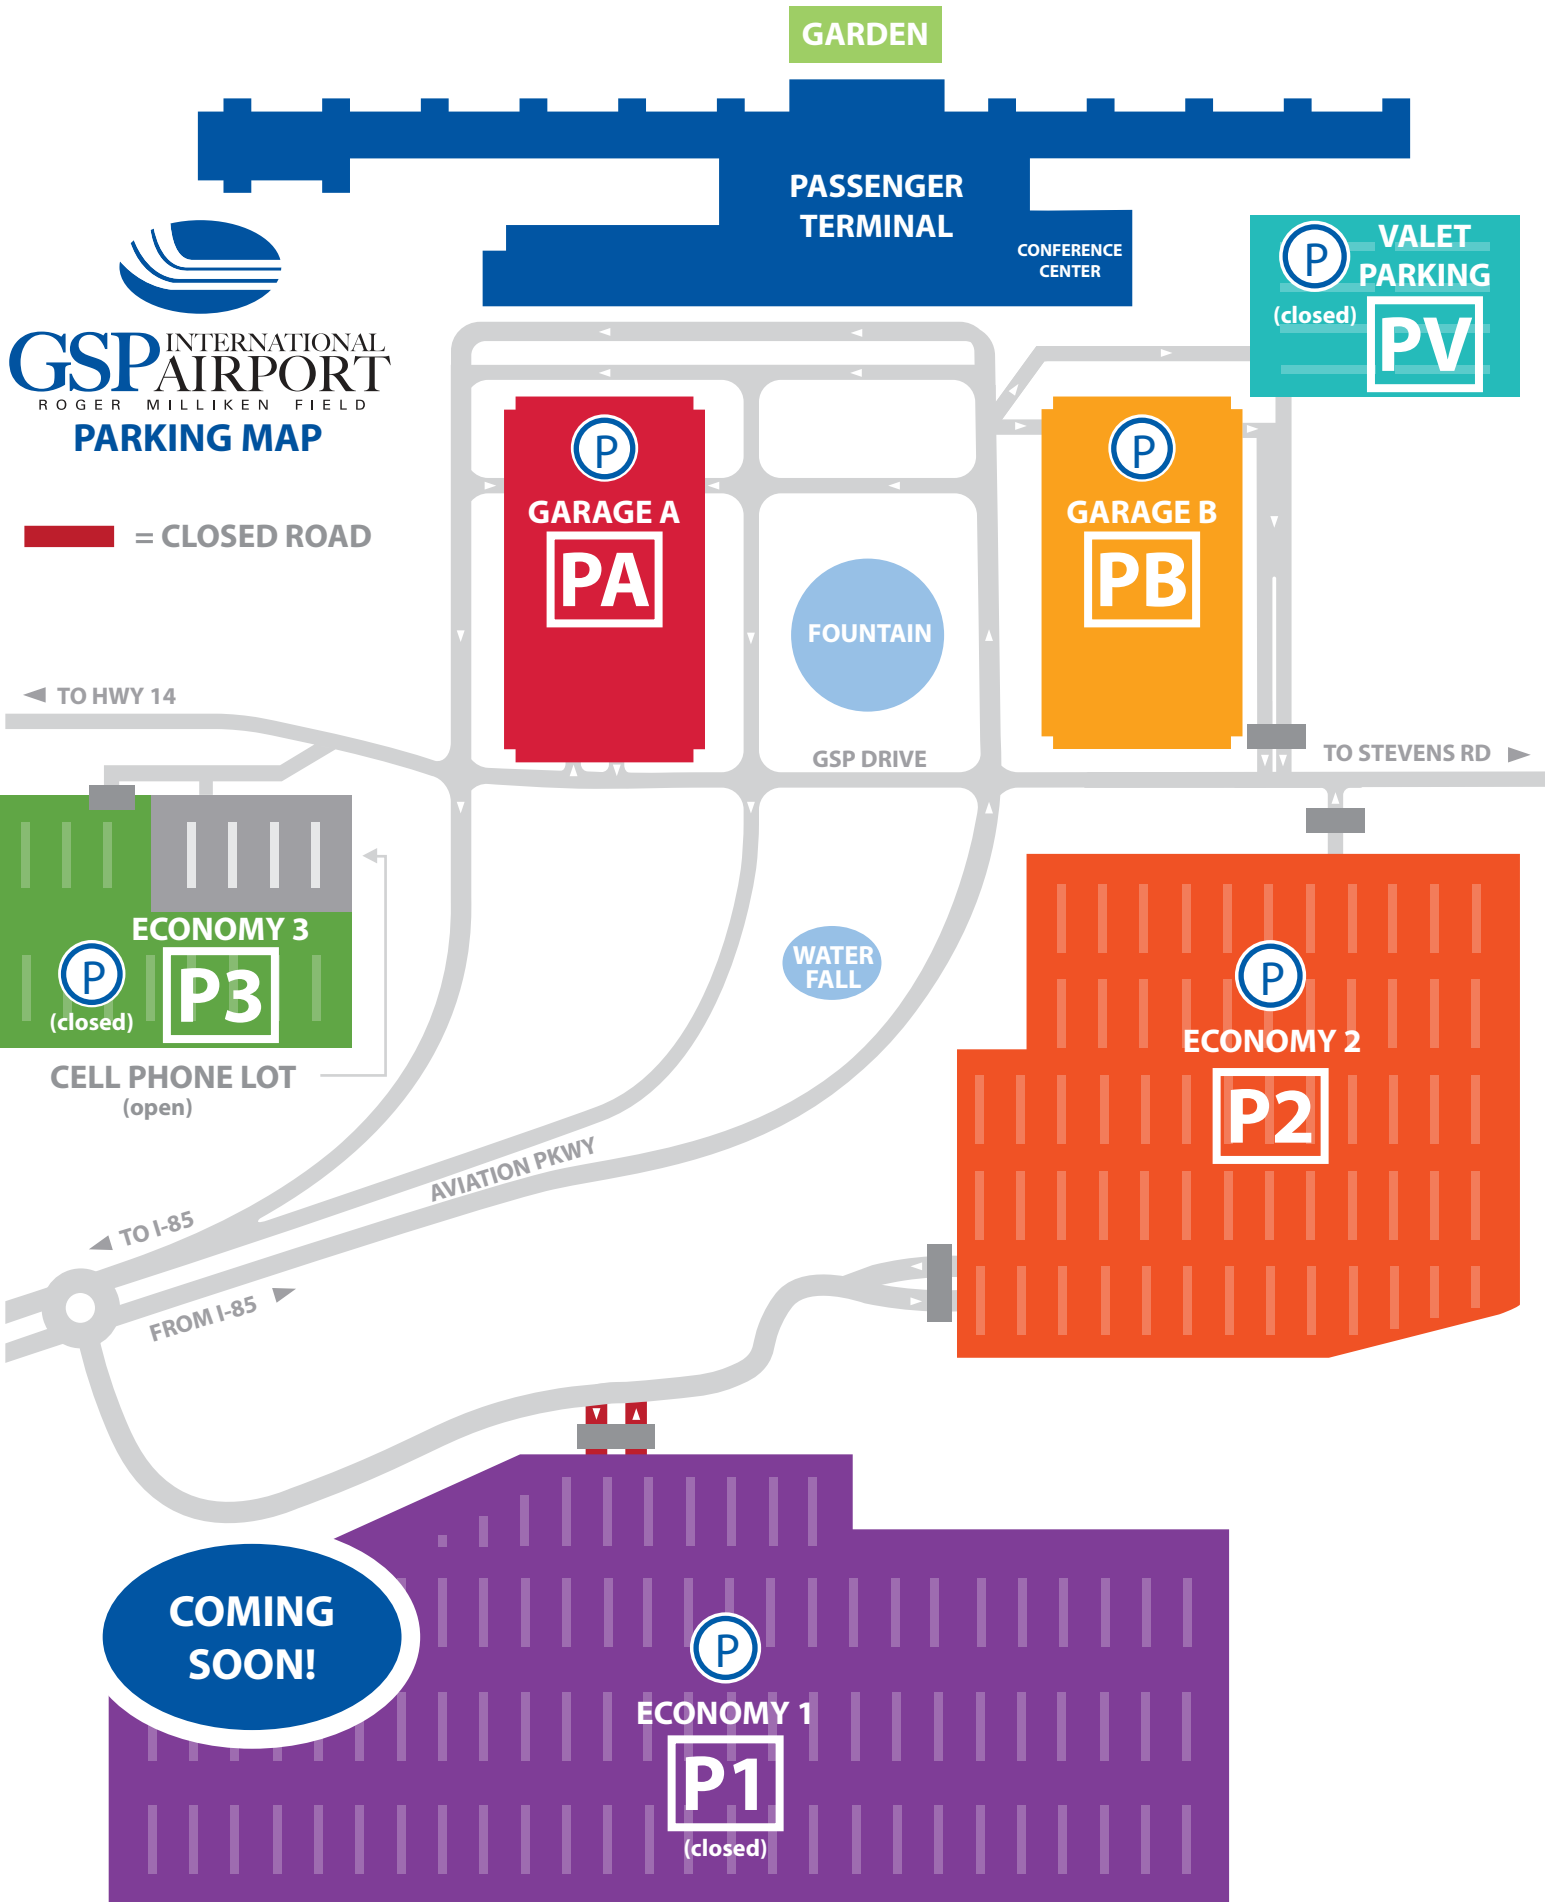 GARDEN
PASSENGER
TERMINAL
CONFERENCE
CENTER
P
VALET
PARKING
(closed)
PV
GSP INTERNATIONAL
AIRPORT
ROGER MILLIKEN FIELD
PARKING MAP
= CLOSED ROAD
P
GARAGE A
PA
P
GARAGE B
PB
FOUNTAIN
TO HWY 14
GSP DRIVE
TO STEVENS RD
ECONOMY 3
P
(closed)
P3
CELL PHONE LOT
(open)
WATER
FALL
P
ECONOMY 2
P2
AVIATION PKWY
TO I-85
FROM I-85
COMING
SOON!
P
ECONOMY 1
P1
(closed)